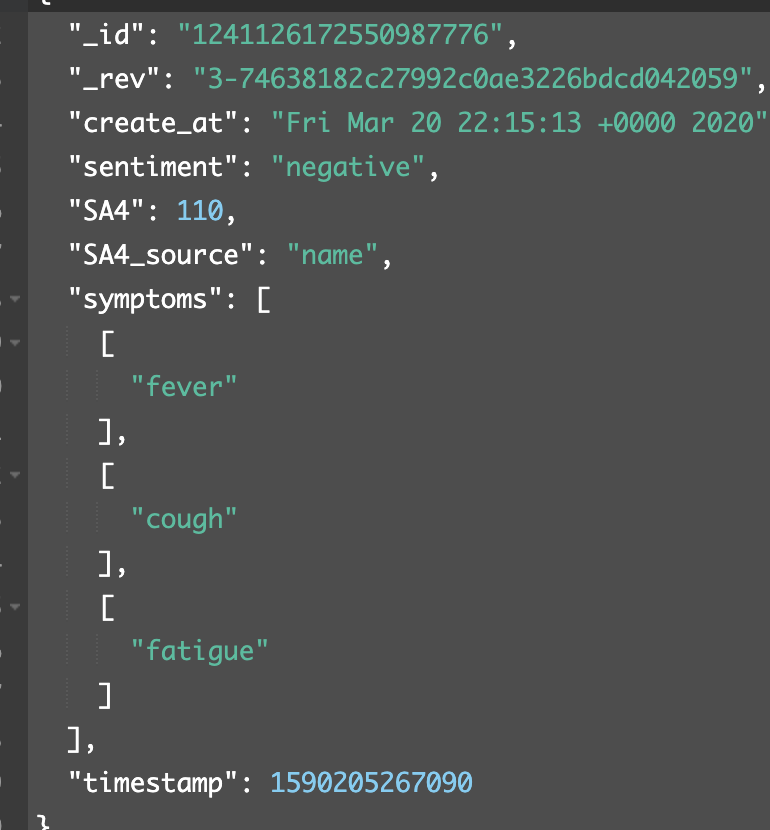 {
"_id": "1241126172550987776",
"_rev": "3-74638182c27992c0ae3226bdcd042059",
"create_at": "Fri Mar 20 22:15:13 +0000 2020"
"sentiment": "negative",
"SA4": 110,
"SA4_source": "name",
"symptoms": [
[
"fever"
],
[
"cough"
],
[
"fatigue"
]
],
"timestamp": 1590205267090
}